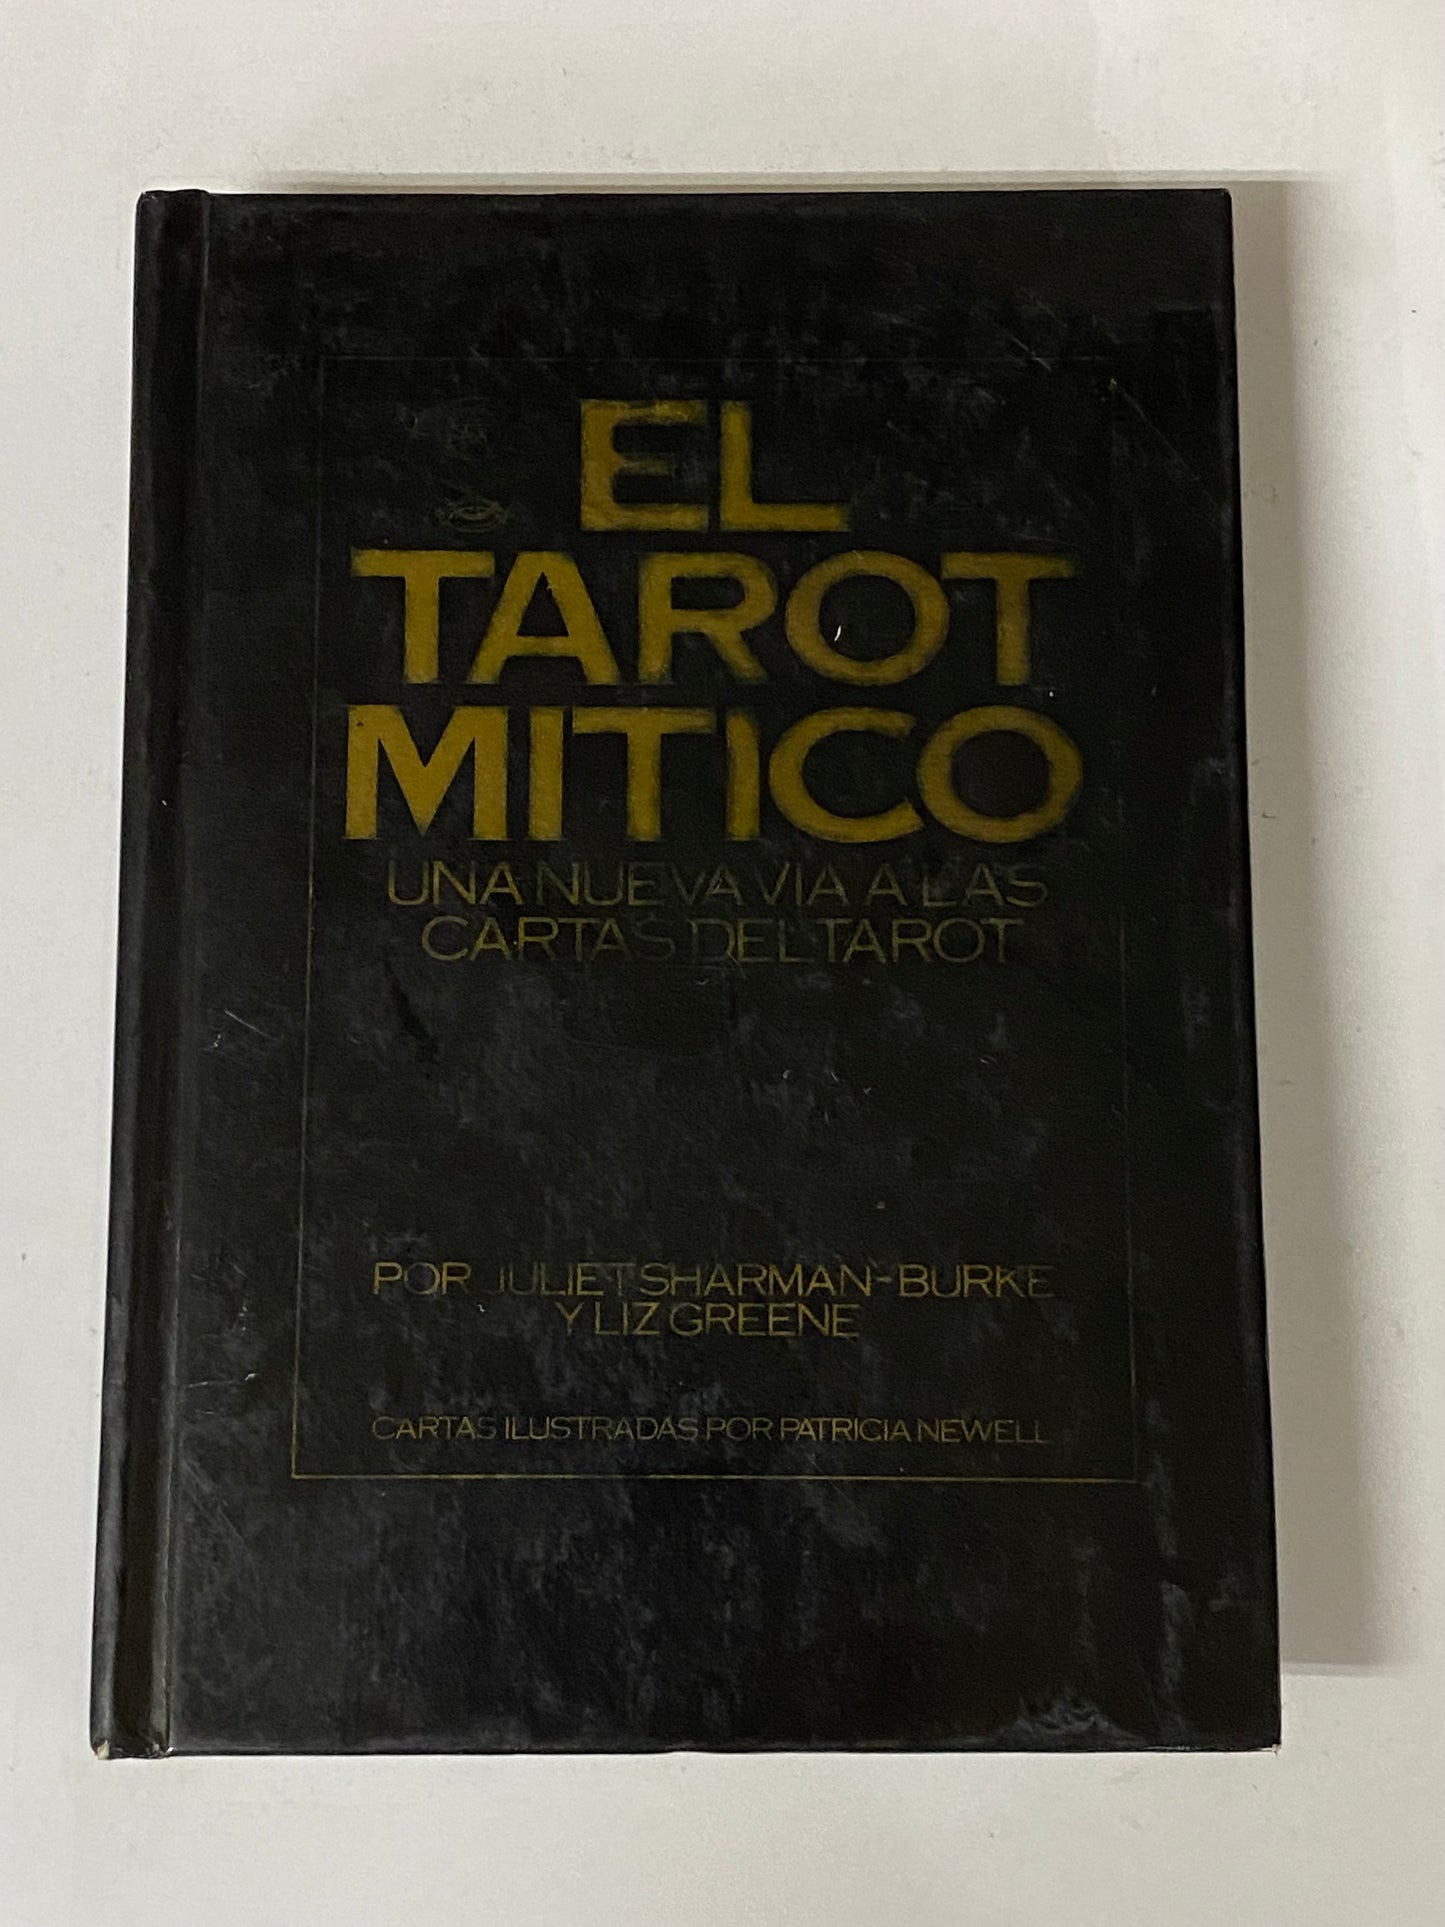 EL
TAROT
MITICO
UNA NUEVA VIA A LAS
CARTAS DEL TAROT
POR JULIET SHARMAN-BURKE
Y LIZ GREENE
CARTAS ILUSTRADAS POR PATRICIA NEWELL